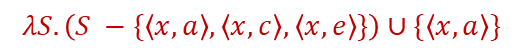 λS.(S − {⟨x, a⟩,⟨x, c⟩,⟨x, e⟩}) ∪ {⟨x, a⟩}